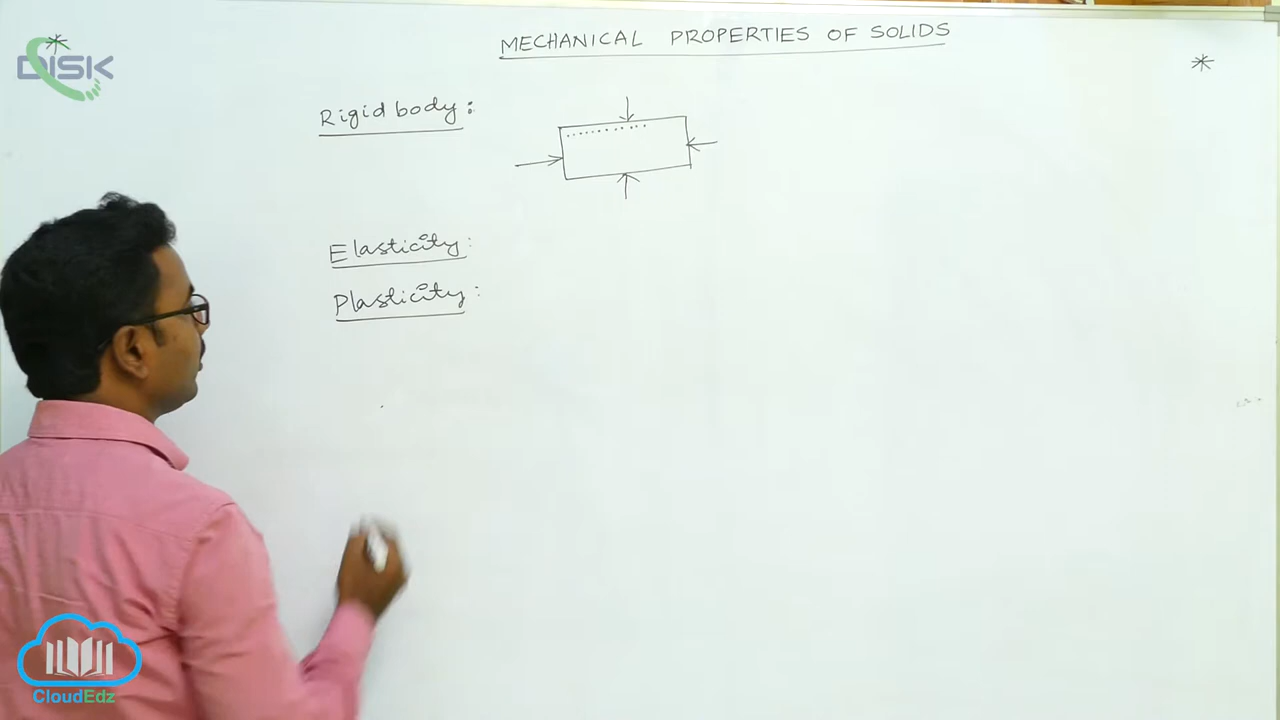 MECHANICAL PROPERTIES OF SOLIDS
DISK
Rigid body:
Elasticity:
Plasticity:
CloudEdz